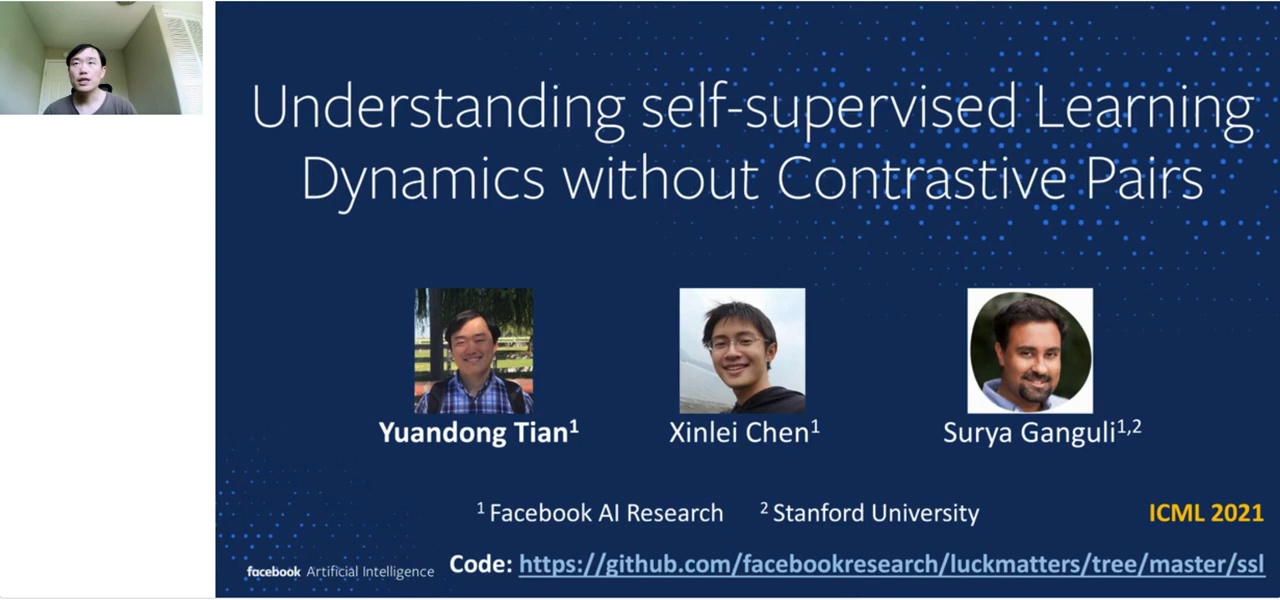 Understanding self-supervised Learning
Dynamics without Contrastive Pairs
Yuandong Tian¹ Xinlei Chen¹ Surya Ganguli¹,²
¹ Facebook AI Research ² Stanford University ICML 2021
facebook Artificial Intelligence Code: https://github.com/facebookresearch/luckmatters/tree/master/ssl